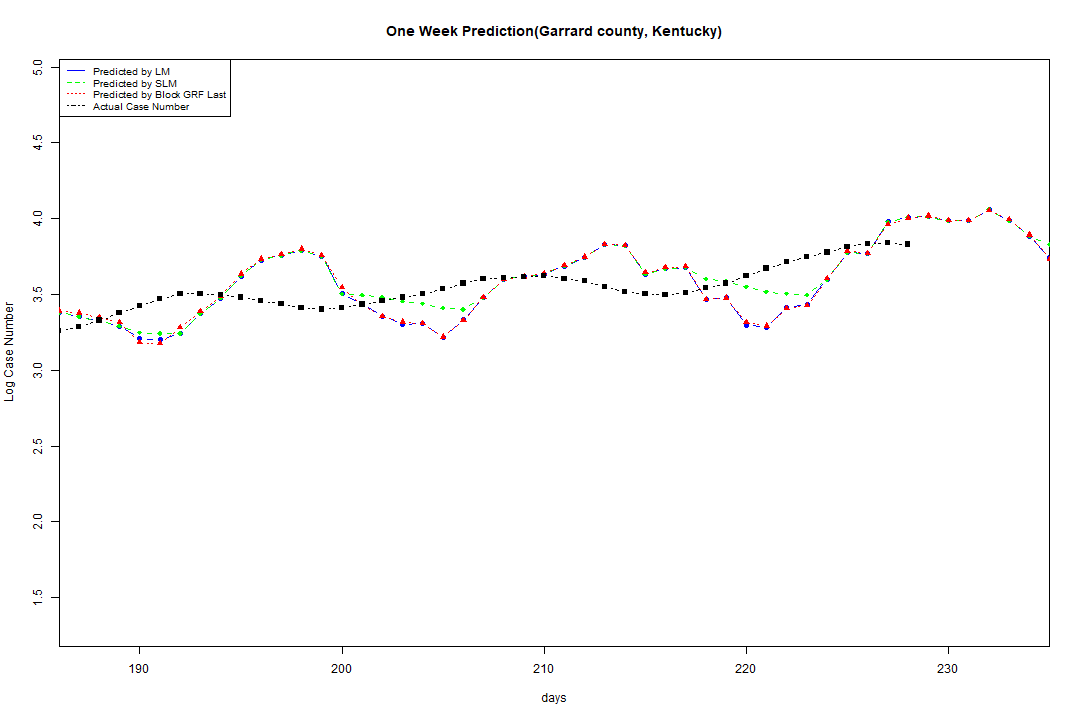 One Week Prediction(Garrard county, Kentucky)
Predicted by LM
Predicted by SLM
Predicted by Block GRF Last
Actual Case Number
5.0
4.5
4.0
3.5
3.0
2.5
2.0
1.5
Log Case Number
190 200 210 220 230
days